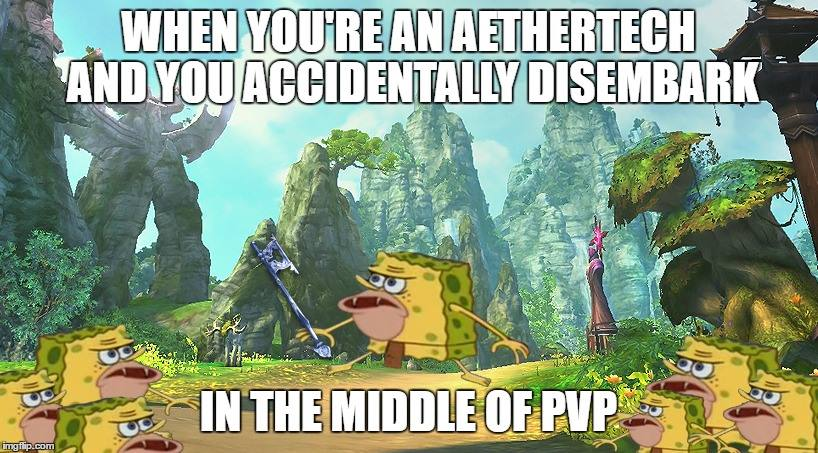 WHEN YOU'RE AN AETHERTECH
AND YOU ACCIDENTALLY DISEMBARK
IN THE MIDDLE OF PVP
imgflip.com